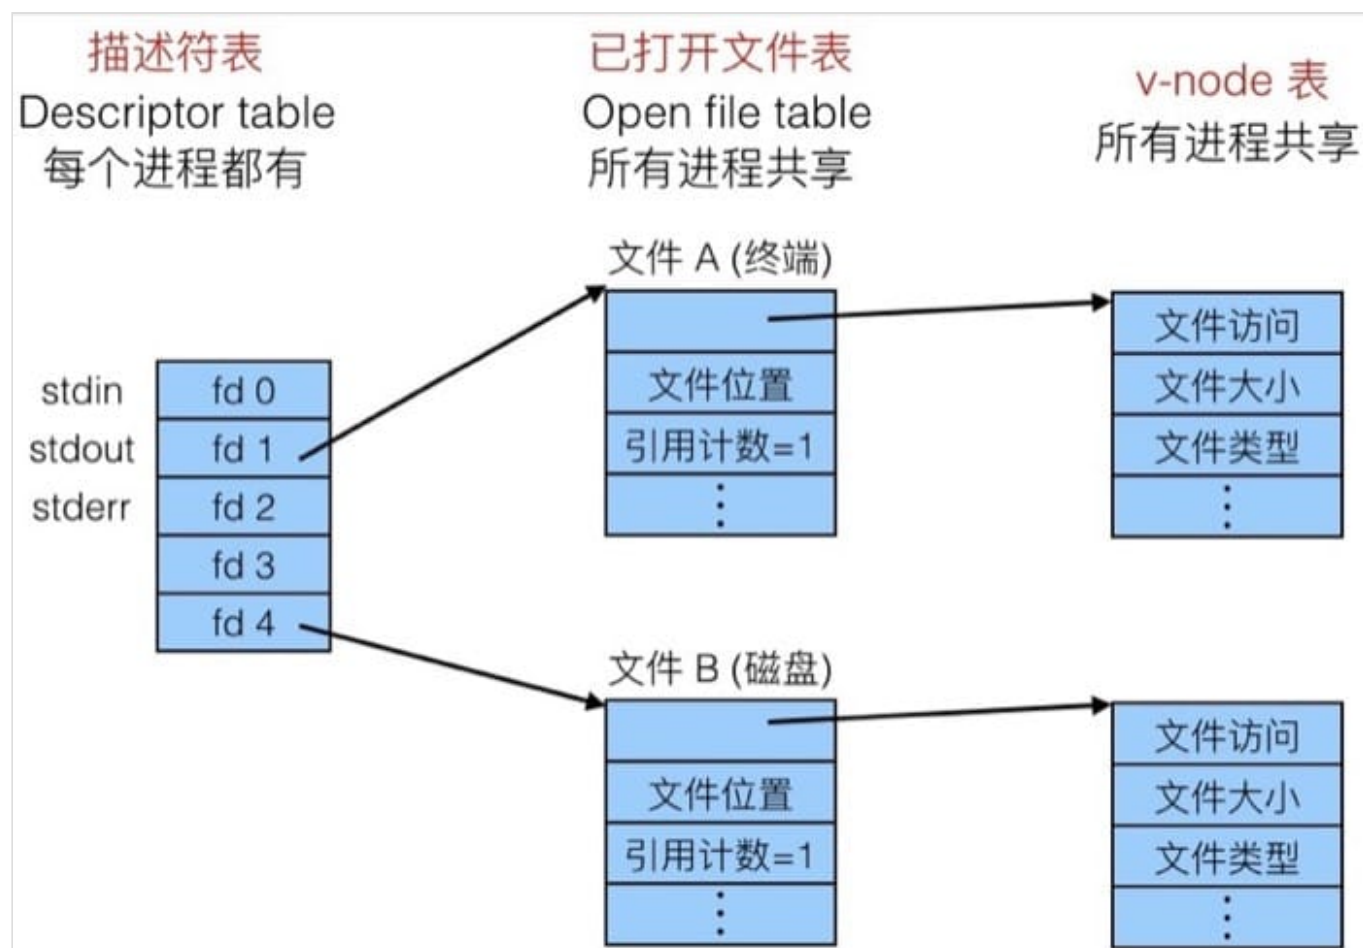 描述符表
Descriptor table
每个进程都有
已打开文件表
Open file table
所有进程共享
v-node 表
所有进程共享
stdin
fd 0
stdout
fd 1
stderr
fd 2
fd 3
fd 4
文件 A (终端)
文件位置
引用计数=1
⋮
文件访问
文件大小
文件类型
⋮
文件 B (磁盘)
文件位置
引用计数=1
⋮
文件访问
文件大小
文件类型
⋮